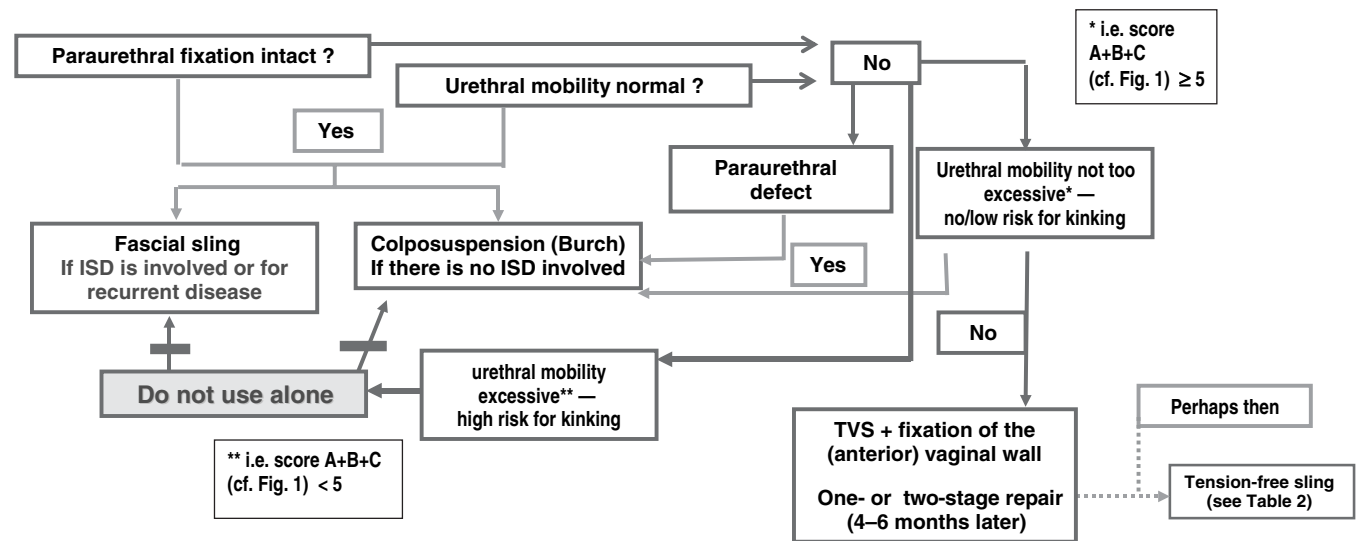 Paraurethral fixation intact ?
No
* i.e. score
A+B+C
(cf. Fig. 1) ≥ 5
Urethral mobility normal ?
Yes
Paraurethral
defect
Urethral mobility not too
excessive* —
no/low risk for kinking
Fascial sling
If ISD is involved or for
recurrent disease
Colposuspension (Burch)
If there is no ISD involved
Yes
No
Do not use alone
urethral mobility
excessive** —
high risk for kinking
** i.e. score A+B+C
(cf. Fig. 1) < 5
TVS + fixation of the
(anterior) vaginal wall
One- or two-stage repair
(4–6 months later)
Perhaps then
Tension-free sling
(see Table 2)